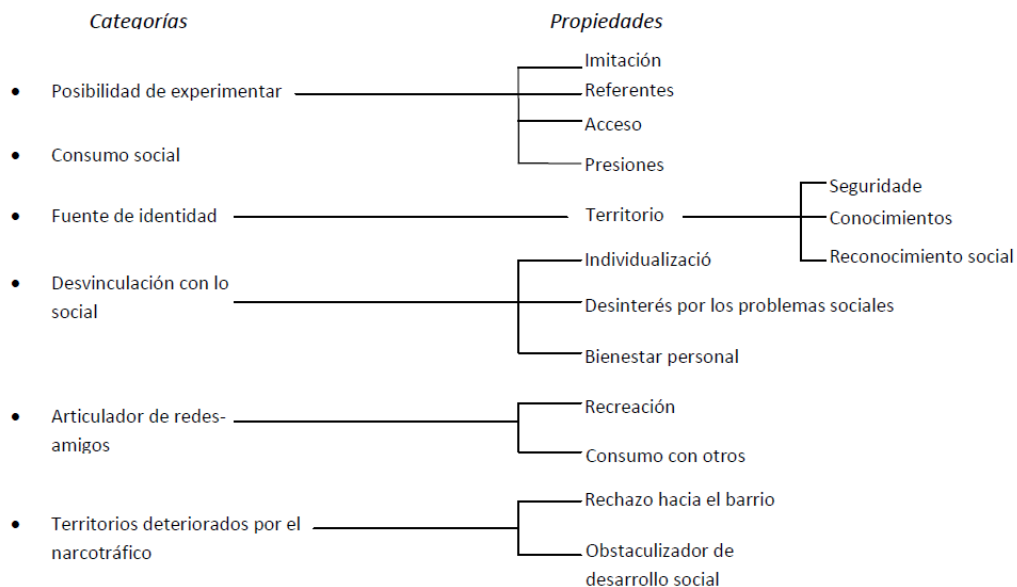 Categorías
Propiedades
• Posibilidad de experimentar
Imitación
Referentes
Acceso
Presiones
• Consumo social
• Fuente de identidad
Territorio
Seguridade
Conocimientos
Reconocimiento social
• Desvinculación con lo
social
Individualizació
Desinterés por los problemas sociales
Bienestar personal
• Articulador de redes-
amigos
Recreación
Consumo con otros
• Territorios deteriorados por el
narcotráfico
Rechazo hacia el barrio
Obstaculizador de
desarrollo social